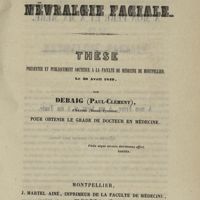 NÉVRALGIE FACIALE.
THÈSE
PRÉSENTÉE ET PUBLIQUEMENT SOUTENUE A LA FACULTÉ DE MÉDECINE DE MONTPELLIER,
PAR
DEBAIG (PAUL-CLÉMENT),
POUR OBTENIR LE GRADE DE DOCTEUR EN MÉDECINE.
MONTPELLIER,
J. MARTEL AINÉ, IMPRIMEUR DE LA FACULTÉ DE MÉDECINE,